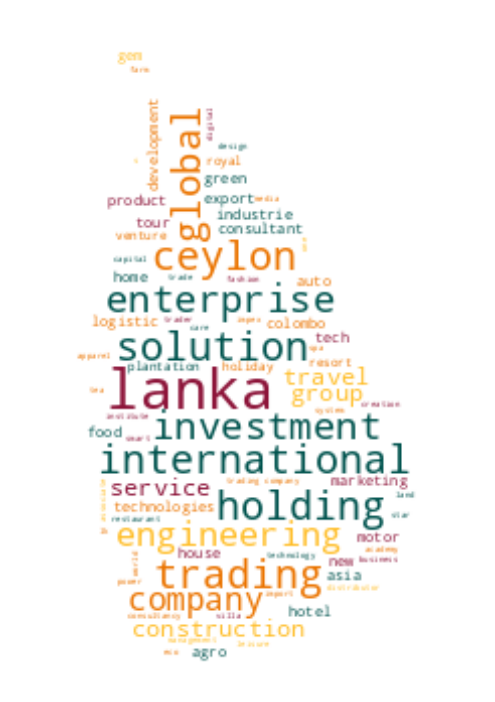 gem
farm
development
global
digital
design
royal
green
product
export media
industrie
tour
consultant
venture
ceylon
capital
home
trade
fashion
auto
enterprise
logistic
trader
impex
colombo
care
solution
tech
spa
apparel
plantation
holiday
resort
lanka
travel
tea
group
creation
system
institute
food
smart
investment
international
trading company
marketing
service
holding
land
technologies
restaurant
star
engineering
motor
house
technology
academy
new
business
world
trading
asia
power
company
import
distributor
consultancy
villa
hotel
construction
management
leisure
eco
agro